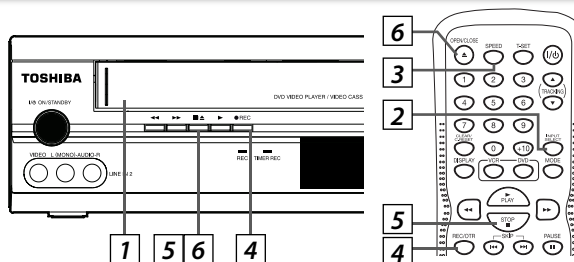 TOSHIBA
I/⏻ ON/STANDBY
DVD VIDEO PLAYER / VIDEO CASS
◄◄ ►► ■/▲ ► ●REC
REC TIMER REC
VIDEO L (MONO)-AUDIO-R
LINE IN 2
1 5 6 4
6
OPEN/CLOSE SPEED T-SET
▲ I/⏻
3
1 2 3
TRACKING
4 5 6
2
7 8 9
CLEAR/ C.RESET INPUT SELECT
0 +10
DISPLAY VCR DVD MODE
PLAY
5
STOP
REC/OTR SKIP PAUSE
4